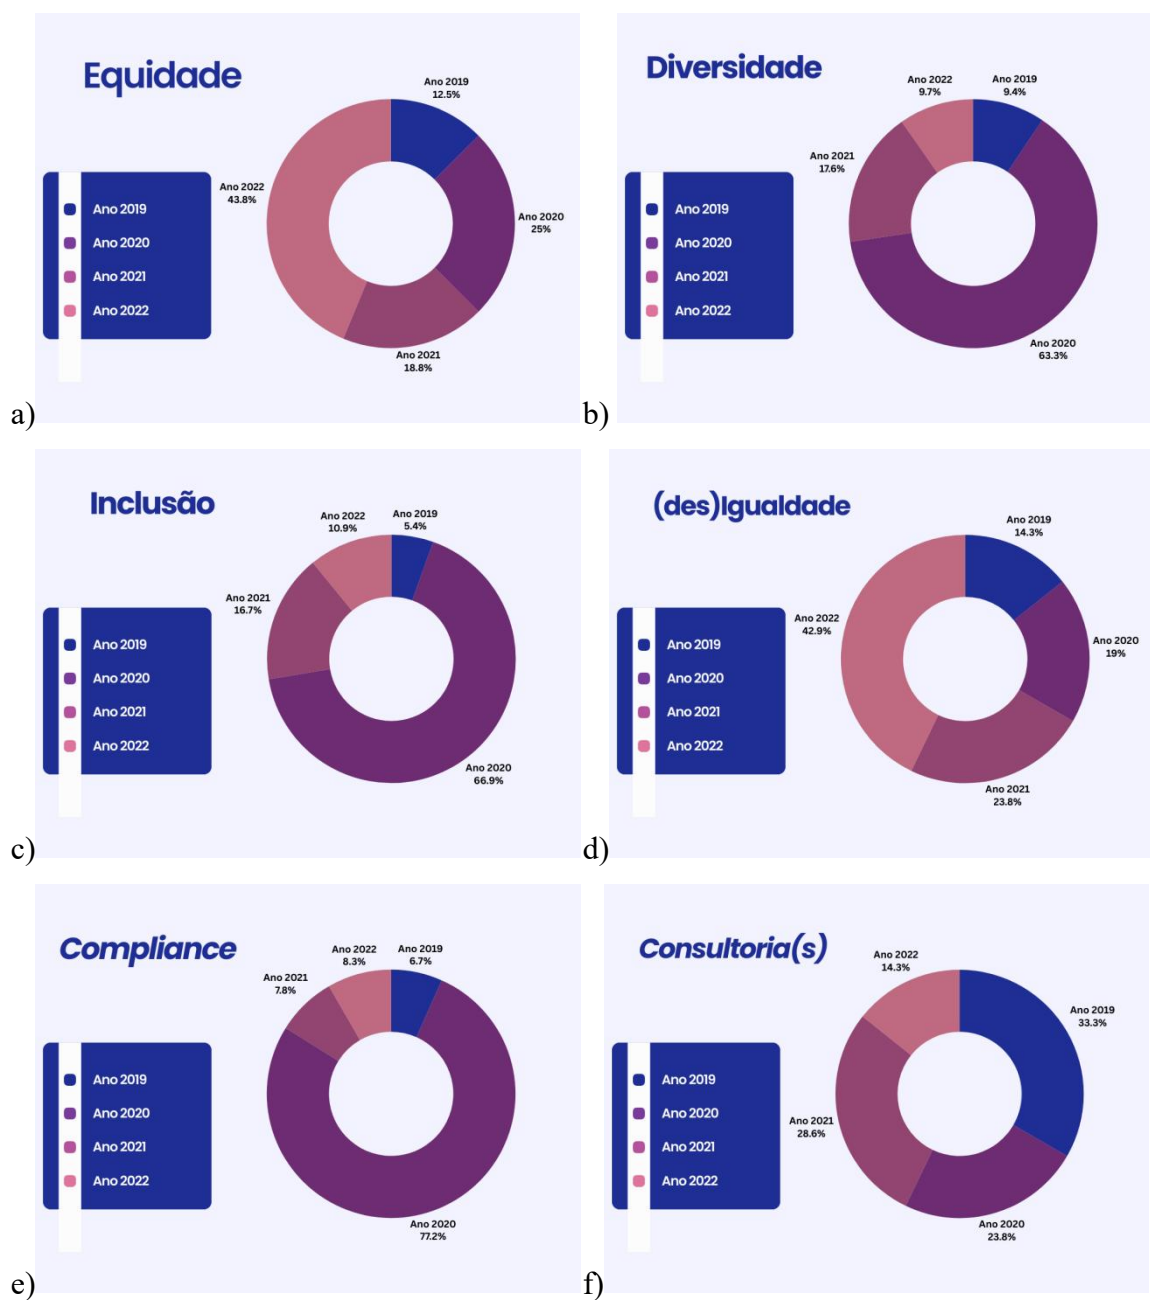 Equidade
Ano 2019
12.5%
Ano 2022
43.8%
Ano 2020
25%
Ano 2021
18.8%
Ano 2019
Ano 2020
Ano 2021
Ano 2022
a)
Diversidade
Ano 2022
9.7%
Ano 2019
9.4%
Ano 2021
17.6%
Ano 2020
63.3%
Ano 2019
Ano 2020
Ano 2021
Ano 2022
b)
Inclusão
Ano 2022
10.9%
Ano 2019
5.4%
Ano 2021
16.7%
Ano 2020
66.9%
Ano 2019
Ano 2020
Ano 2021
Ano 2022
c)
(des)Igualdade
Ano 2019
14.3%
Ano 2022
42.9%
Ano 2020
19%
Ano 2021
23.8%
Ano 2019
Ano 2020
Ano 2021
Ano 2022
d)
Compliance
Ano 2022
8.3%
Ano 2019
6.7%
Ano 2021
7.8%
Ano 2020
77.2%
Ano 2019
Ano 2020
Ano 2021
Ano 2022
e)
Consultoria(s)
Ano 2022
14.3%
Ano 2019
33.3%
Ano 2021
28.6%
Ano 2020
23.8%
Ano 2019
Ano 2020
Ano 2021
Ano 2022
f)